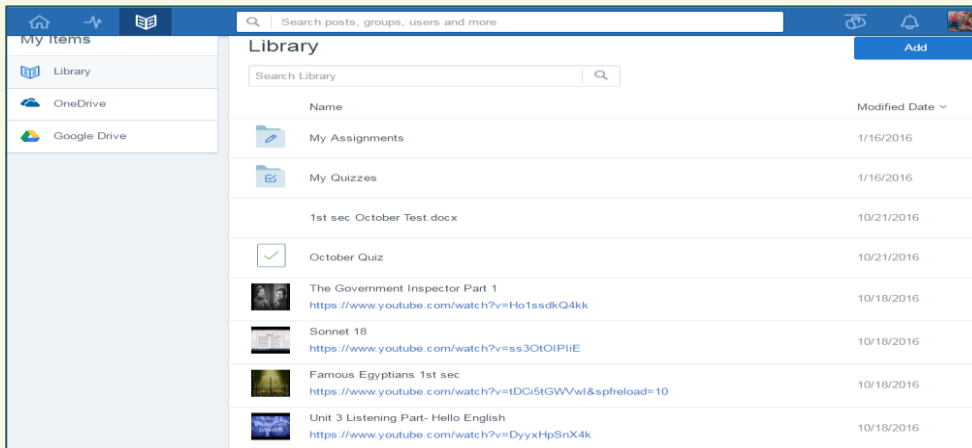 Search posts, groups, users and more
My Items
Library
OneDrive
Google Drive
Library
Add
Search Library
Name Modified Date
My Assignments 1/16/2016
My Quizzes 1/16/2016
1st sec October Test.docx 10/21/2016
October Quiz 10/21/2016
The Government Inspector Part 1
https://www.youtube.com/watch?v=Ho1ssdkQ4kk 10/18/2016
Sonnet 18
https://www.youtube.com/watch?v=ss3OtOIPIiE 10/18/2016
Famous Egyptians 1st sec
https://www.youtube.com/watch?v=tDCi5tGWVwI&spfreload=10 10/18/2016
Unit 3 Listening Part- Hello English
https://www.youtube.com/watch?v=DyyxHpSnX4k 10/18/2016